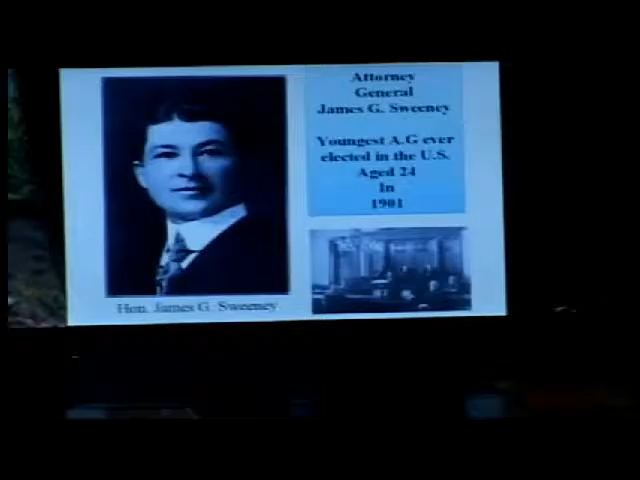 Attorney
General
James G. Sweeney
Youngest A.G ever
elected in the U.S.
Aged 24
In
1901
Hon. James G. Sweeney